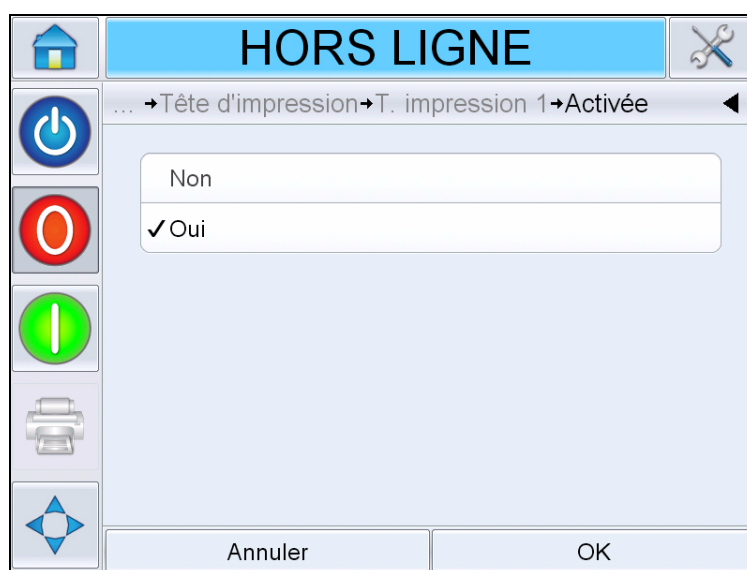 HORS LIGNE
... →Tête d'impression→T. impression 1→Activée
Non
✓Oui
Annuler
OK